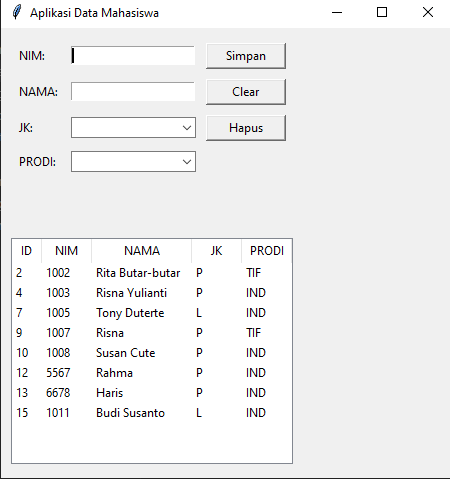 Aplikasi Data Mahasiswa
NIM: Simpan
NAMA: Clear
JK: Hapus
PRODI:
ID NIM NAMA JK PRODI
2 1002 Rita Butar-butar P TIF
4 1003 Risna Yulianti P IND
7 1005 Tony Duterte L IND
9 1007 Risna P TIF
10 1008 Susan Cute P IND
12 5567 Rahma P IND
13 6678 Haris P IND
15 1011 Budi Susanto L IND